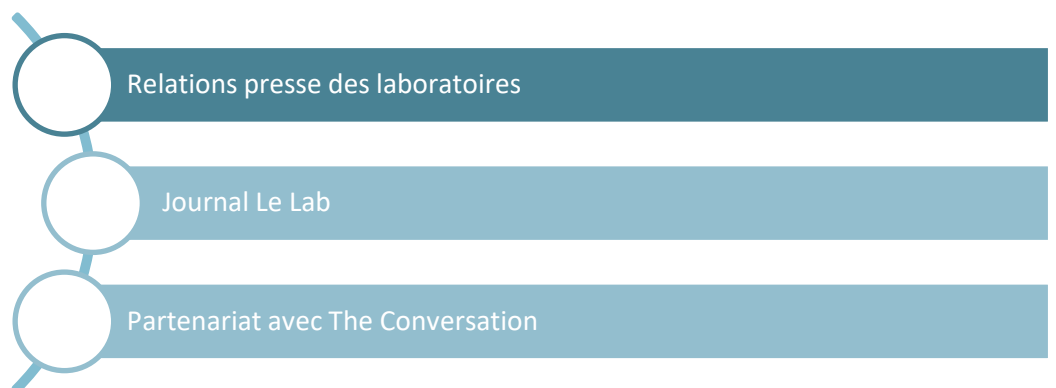 Relations presse des laboratoires
Journal Le Lab
Partenariat avec The Conversation